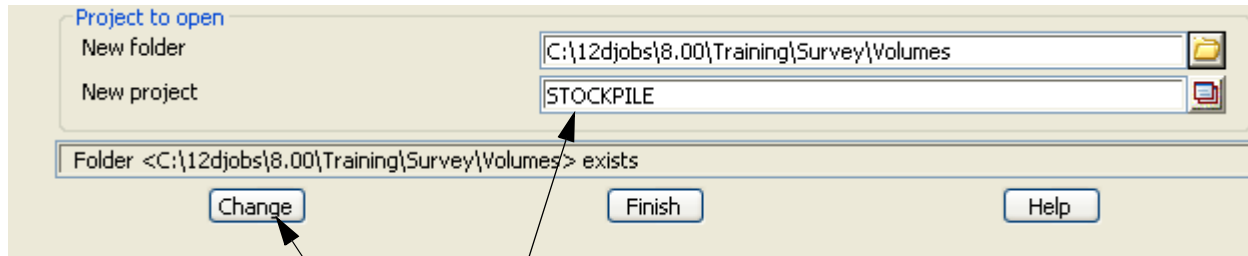 Project to open
New folder C:\12djobs\8.00\Training\Survey\Volumes
New project STOCKPILE
Folder <C:\12djobs\8.00\Training\Survey\Volumes> exists
Change Finish Help